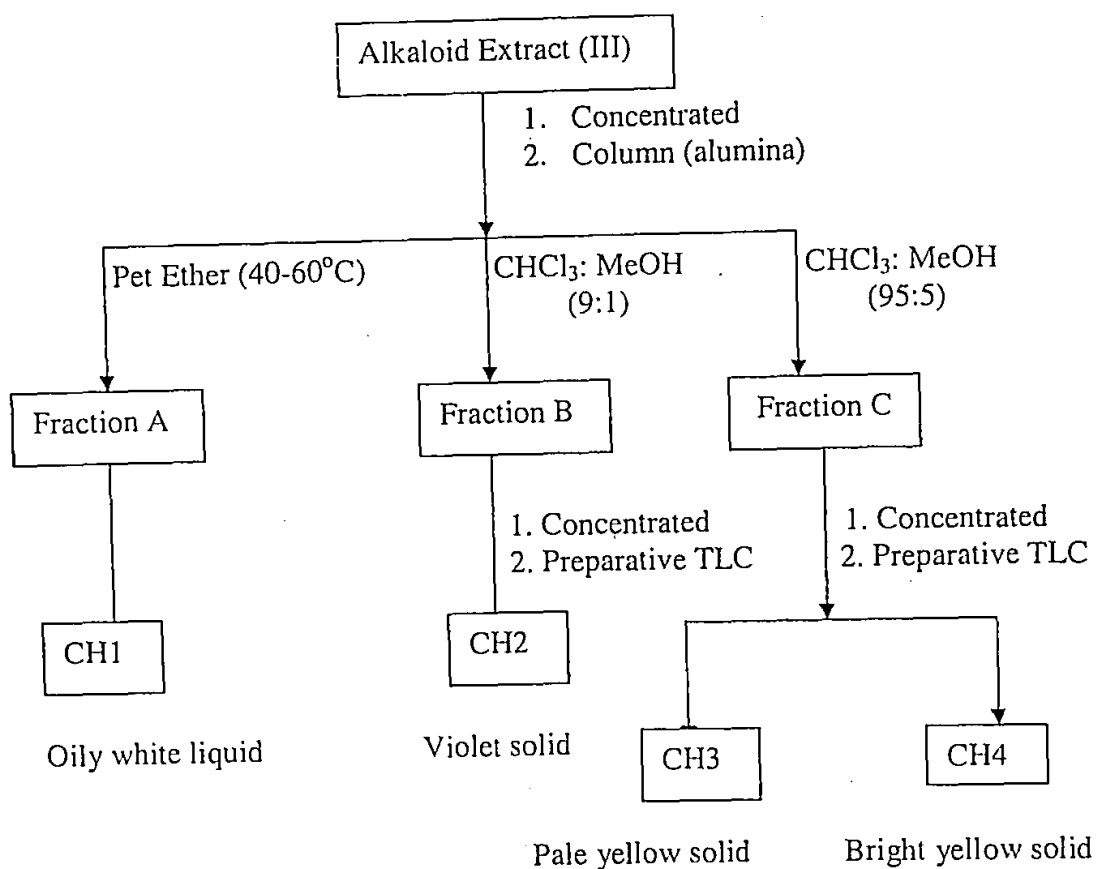 Alkaloid Extract (III)
1. Concentrated
2. Column (alumina)
Pet Ether (40-60°C)
CHCl₃: MeOH
(9:1)
CHCl₃: MeOH
(95:5)
Fraction A
Fraction B
Fraction C
1. Concentrated
2. Preparative TLC
1. Concentrated
2. Preparative TLC
CH1
CH2
CH3
CH4
Oily white liquid
Violet solid
Pale yellow solid
Bright yellow solid